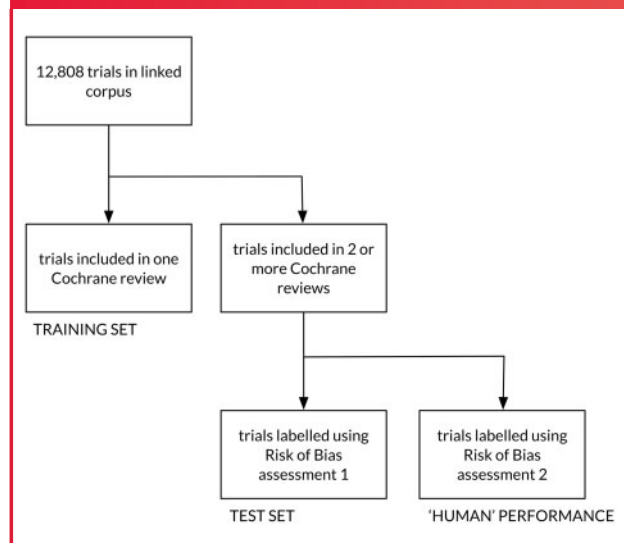 12,808 trials in linked
corpus
trials included in one
Cochrane review
TRAINING SET
trials included in 2 or
more Cochrane
reviews
trials labelled using
Risk of Bias
assessment 1
TEST SET
trials labelled using
Risk of Bias
assessment 2
'HUMAN' PERFORMANCE